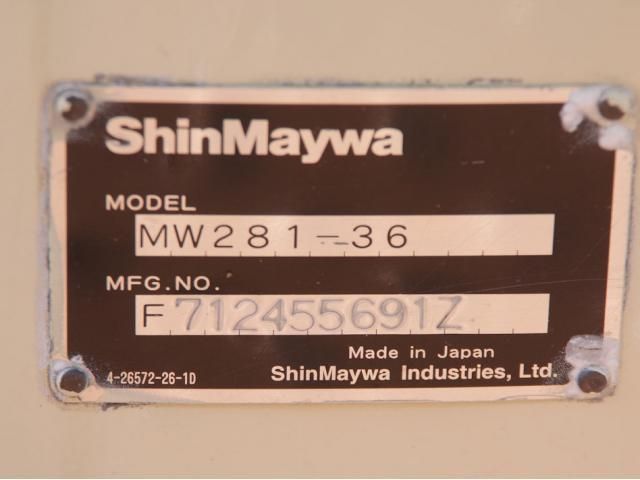 ShinMaywa
MODEL
MW281-36
MFG.NO.
F712455691Z
Made in Japan
4-26572-26-1D
ShinMaywa Industries, Ltd.